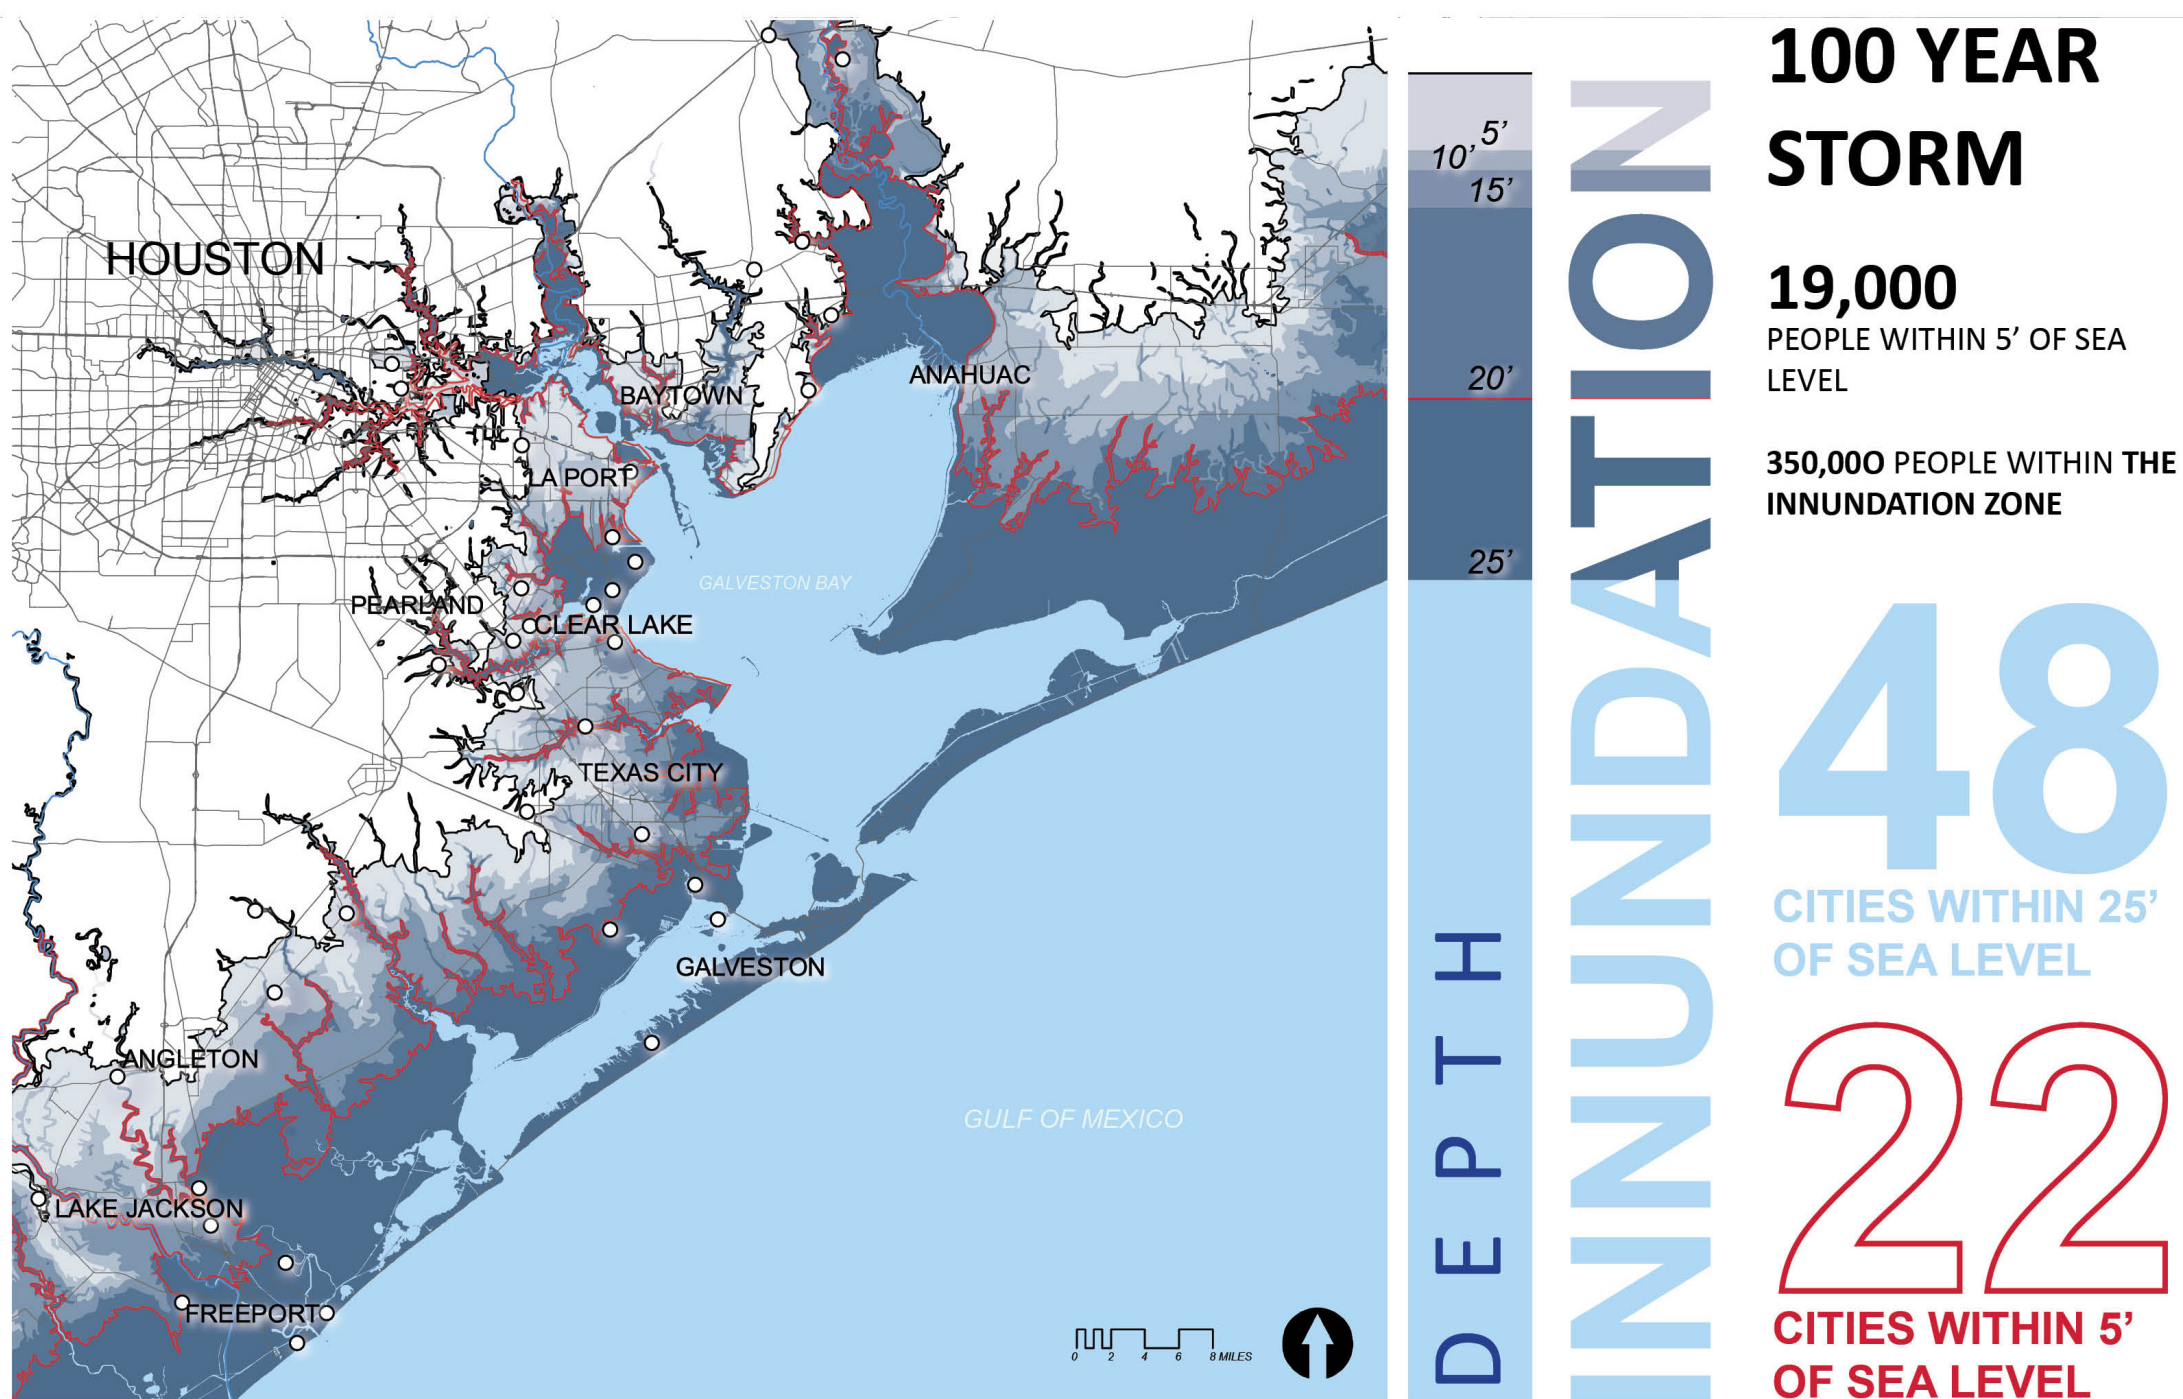 HOUSTON
BAYTOWN
ANAHUAC
LA PORT
GALVESTON BAY
PEARLAND
CLEAR LAKE
TEXAS CITY
GALVESTON
ANGLETON
GULF OF MEXICO
LAKE JACKSON
FREEPORT
0 2 4 6 8 MILES
5’
10’
15’
20’
25’
DEPTH
INNUNDATION
100 YEAR
STORM
19,000
PEOPLE WITHIN 5’ OF SEA
LEVEL
350,00O PEOPLE WITHIN THE
INNUNDATION ZONE
48
CITIES WITHIN 25’
OF SEA LEVEL
22
CITIES WITHIN 5’
OF SEA LEVEL